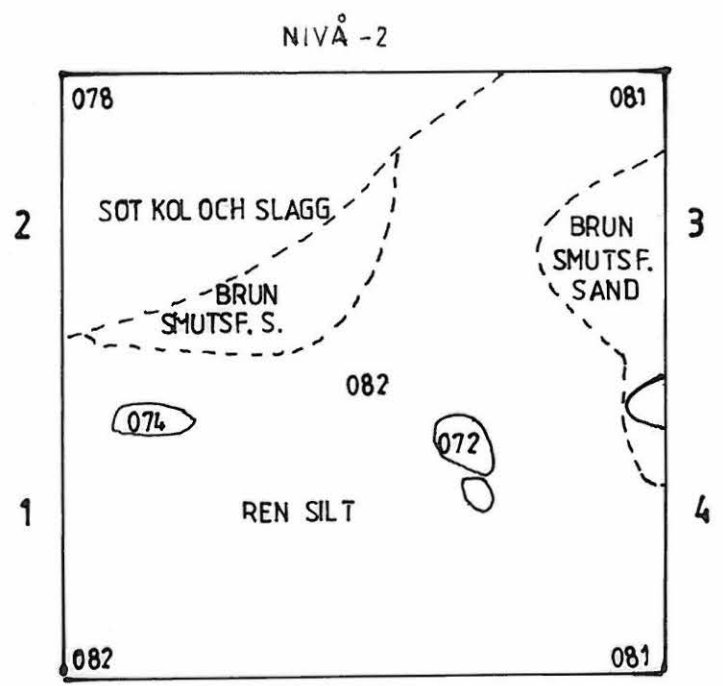 NIVÅ -2
078
081
2
SOT KOL OCH SLAGG
3
BRUN
SMUTSF.
SAND
BRUN
SMUTSF. S.
082
074
072
1
REN SILT
4
082
081